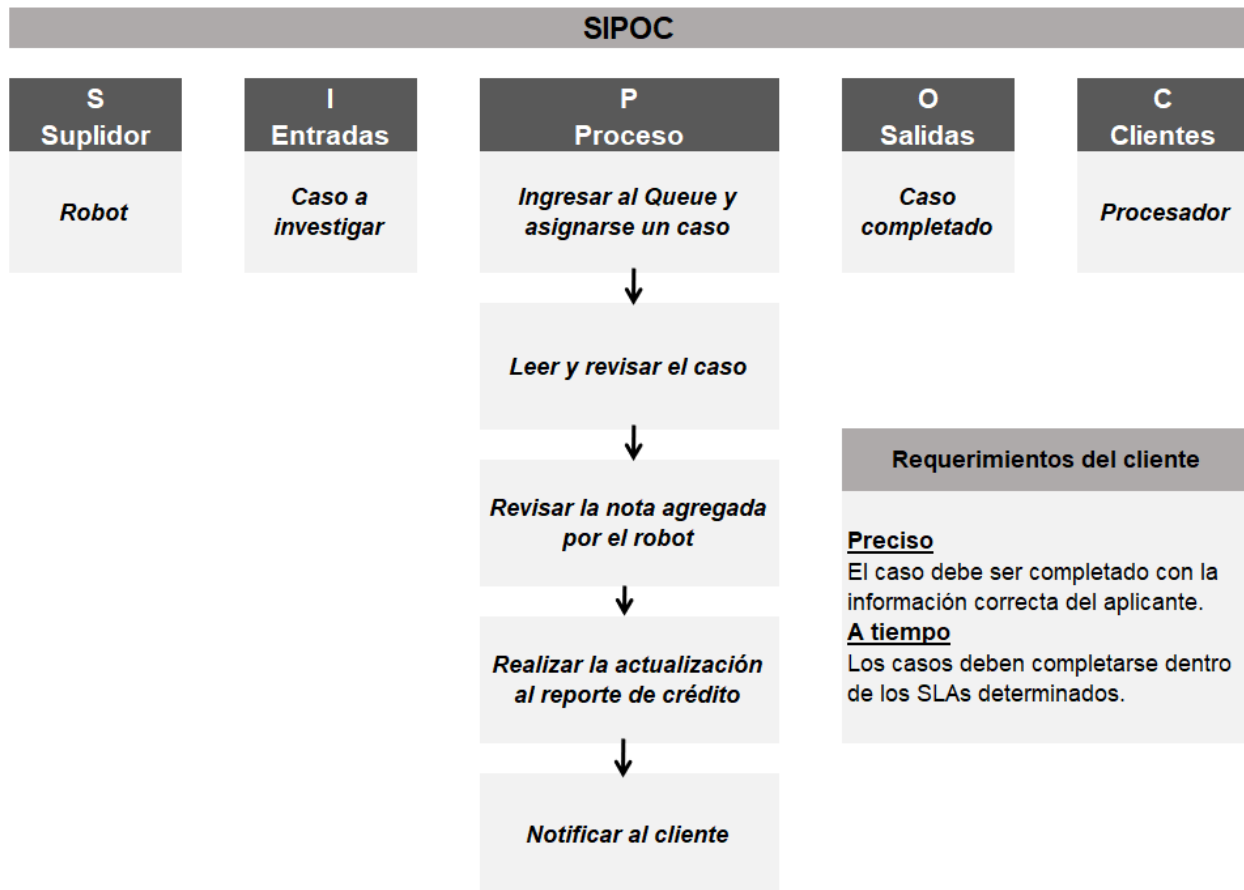 SIPOC
S
Suplidor
I
Entradas
P
Proceso
O
Salidas
C
Clientes
Robot
Caso a
investigar
Ingresar al Queue y
asignarse un caso
Caso
completado
Procesador
Leer y revisar el caso
Revisar la nota agregada
por el robot
Realizar la actualización
al reporte de crédito
Notificar al cliente
Requerimientos del cliente
Preciso
El caso debe ser completado con la
información correcta del aplicante.
A tiempo
Los casos deben completarse dentro
de los SLAs determinados.